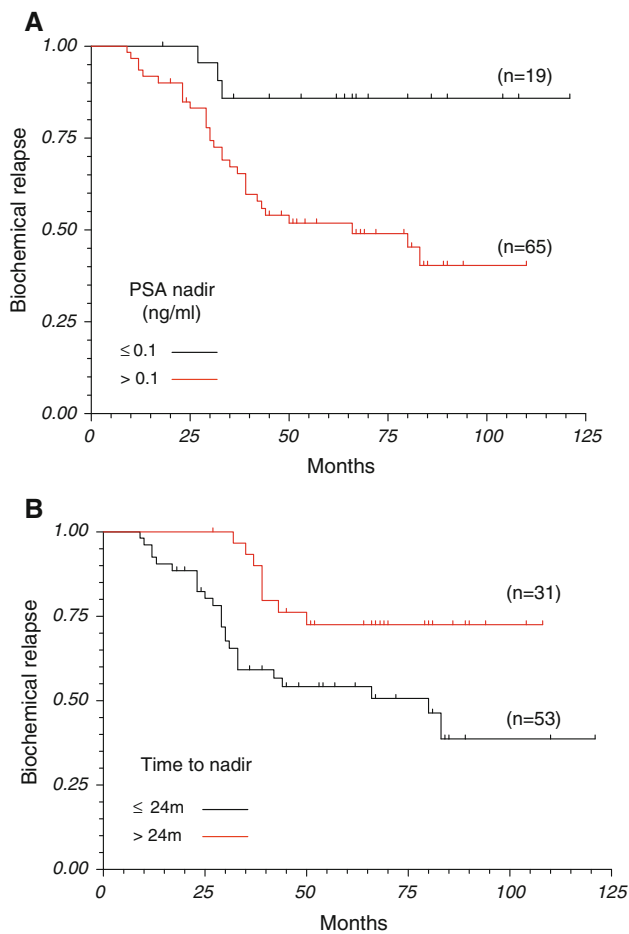 A
1.00
(n=19)
0.75
Biochemical relapse
0.50
(n=65)
PSA nadir
(ng/ml)
0.25
≤ 0.1
> 0.1
0.00
0 25 50 75 100 125
Months
B
1.00
(n=31)
0.75
Biochemical relapse
0.50
(n=53)
0.25
Time to nadir
≤ 24m
> 24m
0.00
0 25 50 75 100 125
Months